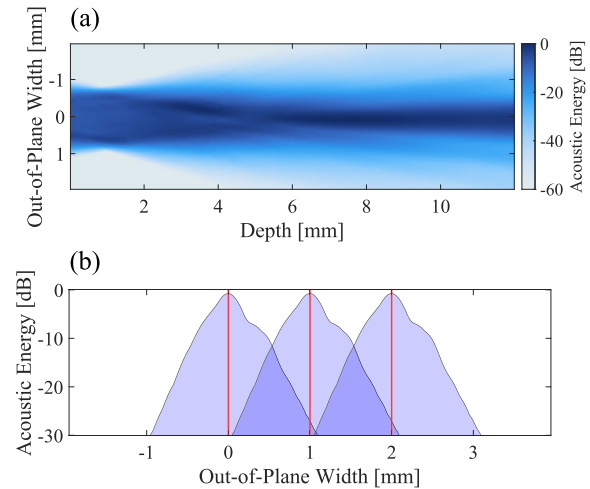 (a)
Out-of-Plane Width [mm]
-1
0
1
2 4 6 8 10
Depth [mm]
0
-20
-40
-60
Acoustic Energy [dB]
(b)
Acoustic Energy [dB]
0
-10
-20
-30
-1 0 1 2 3
Out-of-Plane Width [mm]